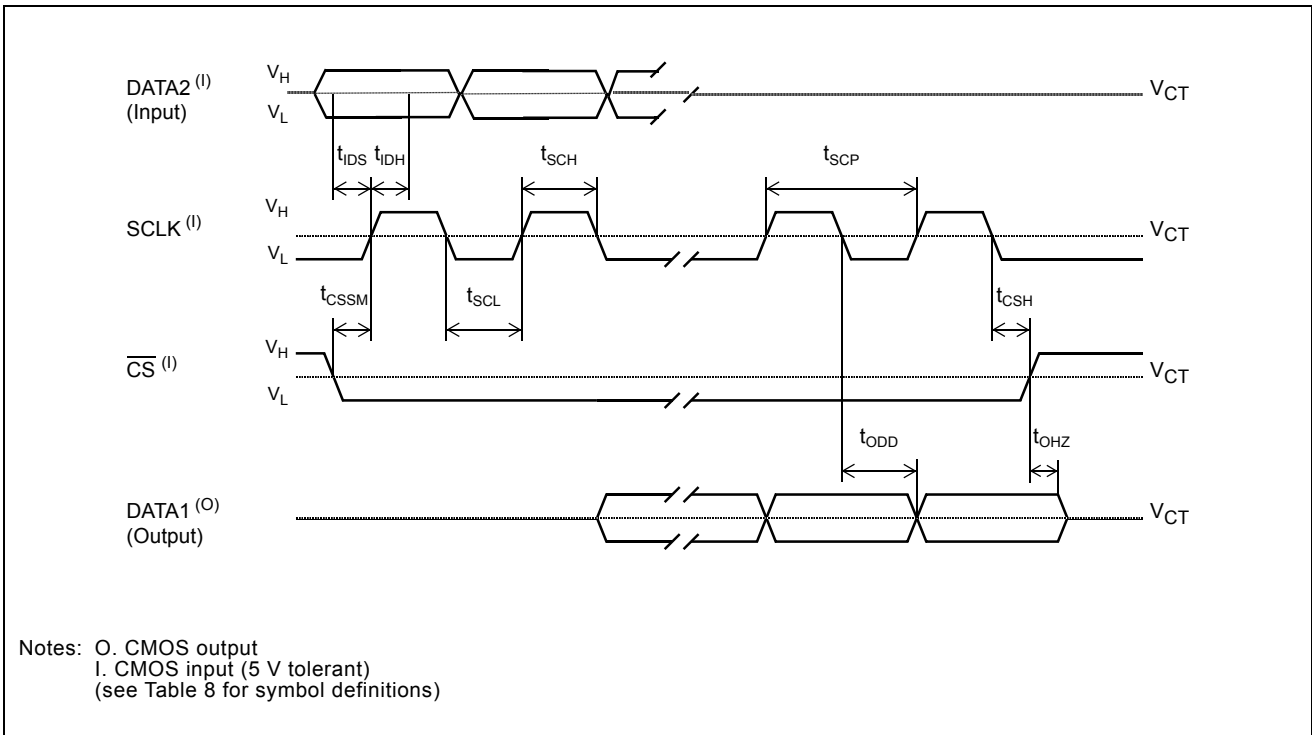 DATA2 (I)
(Input)
VH
VL
VCT
tIDS
tIDH
tSCH
tSCP
SCLK (I)
VH
VL
VCT
tCSSM
tSCL
tCSH
CS (I)
VH
VL
VCT
tODD
tOHZ
DATA1 (O)
(Output)
VCT
Notes: O. CMOS output
I. CMOS input (5 V tolerant)
(see Table 8 for symbol definitions)